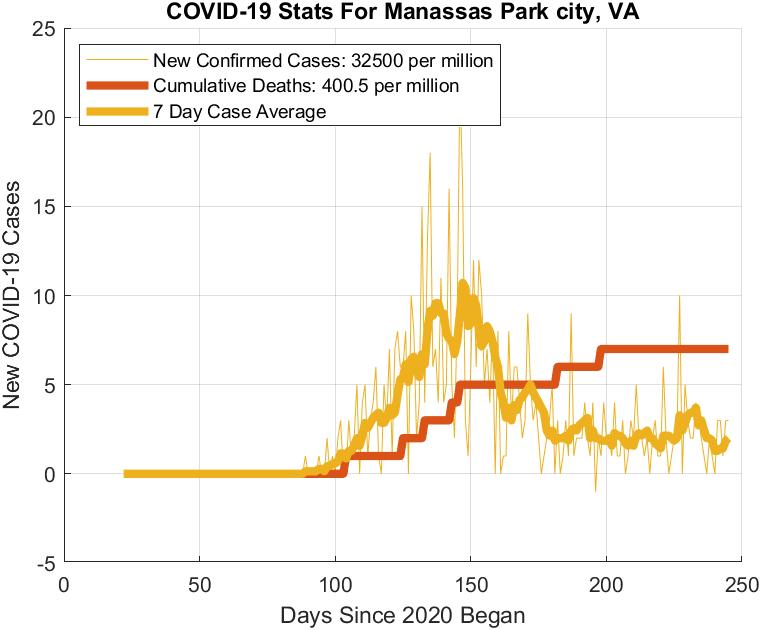 COVID-19 Stats For Manassas Park city, VA
25
20
15
10
5
0
-5
New COVID-19 Cases
New Confirmed Cases: 32500 per million
Cumulative Deaths: 400.5 per million
7 Day Case Average
0 50 100 150 200 250
Days Since 2020 Began